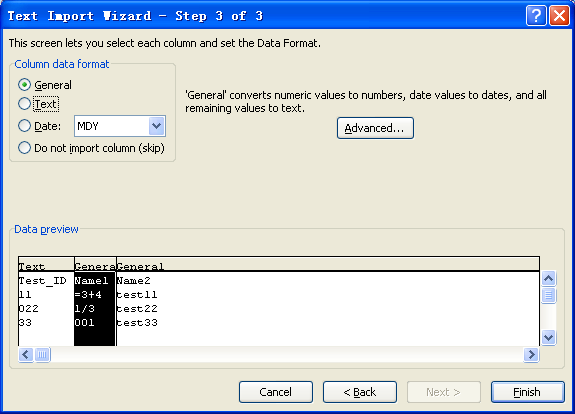 Text Import Wizard - Step 3 of 3
This screen lets you select each column and set the Data Format.
Column data format
General
Text
Date: MDY
Do not import column (skip)
'General' converts numeric values to numbers, date values to dates, and all
remaining values to text.
Advanced...
Data preview
Text Genera General
Test_ID Name1 Name2
11 =3+4 test11
022 1/3 test22
33 001 test33
Cancel < Back Next > Finish